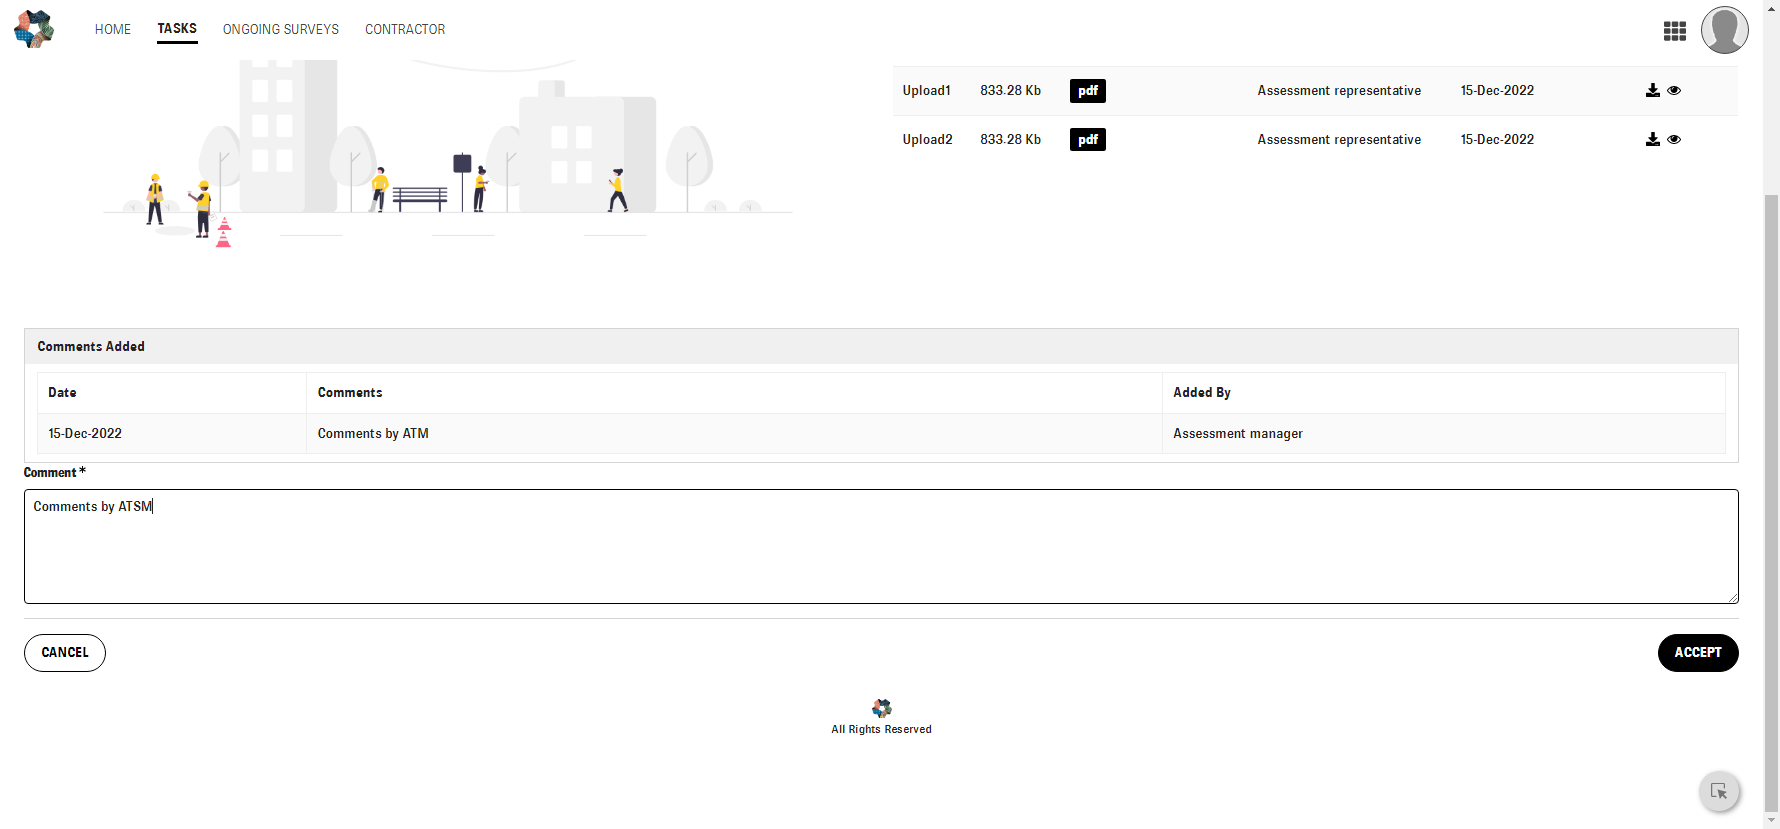 HOME TASKS ONGOING SURVEYS CONTRACTOR
Upload1 833.28 Kb pdf Assessment representative 15-Dec-2022
Upload2 833.28 Kb pdf Assessment representative 15-Dec-2022
Comments Added
Date Comments Added By
15-Dec-2022 Comments by ATM Assessment manager
Comment *
Comments by ATSM
CANCEL ACCEPT
All Rights Reserved